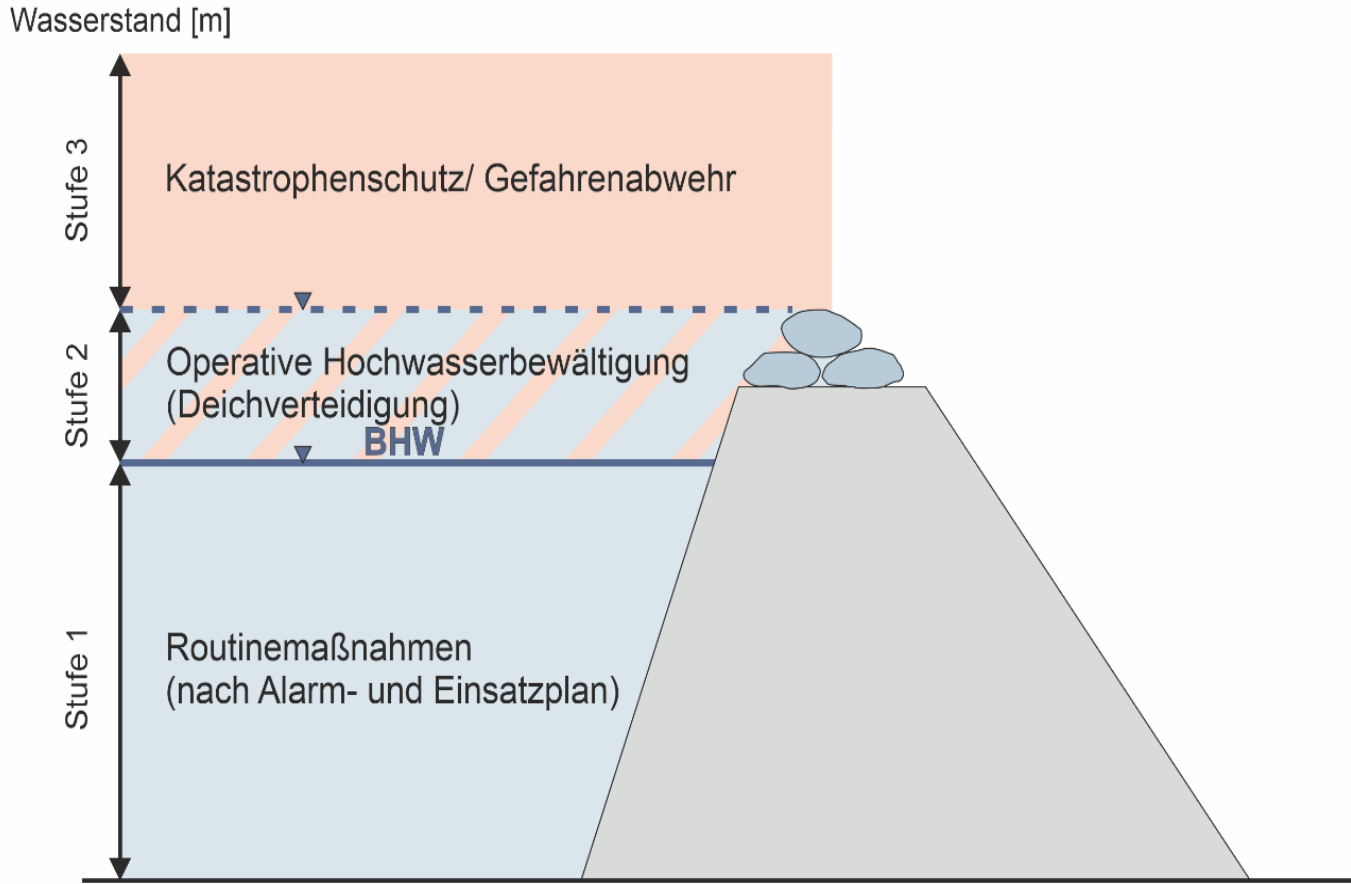 Wasserstand [m]
Stufe 3
Katastrophenschutz/ Gefahrenabwehr
Stufe 2
Operative Hochwasserbewältigung
(Deichverteidigung)
BHW
Stufe 1
Routinemaßnahmen
(nach Alarm- und Einsatzplan)